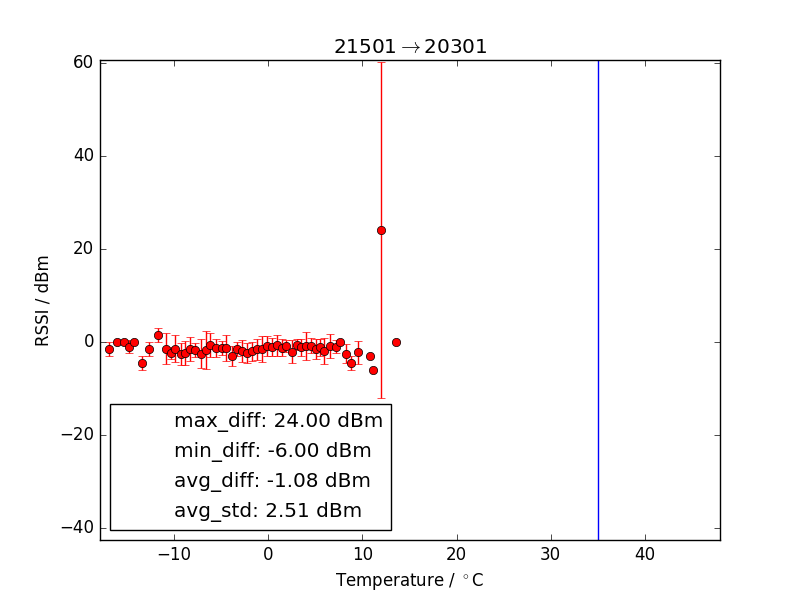 21501→20301
60
40
20
0
−20
−40
RSSI / dBm
max_diff: 24.00 dBm
min_diff: -6.00 dBm
avg_diff: -1.08 dBm
avg_std: 2.51 dBm
−10 0 10 20 30 40
Temperature / °C